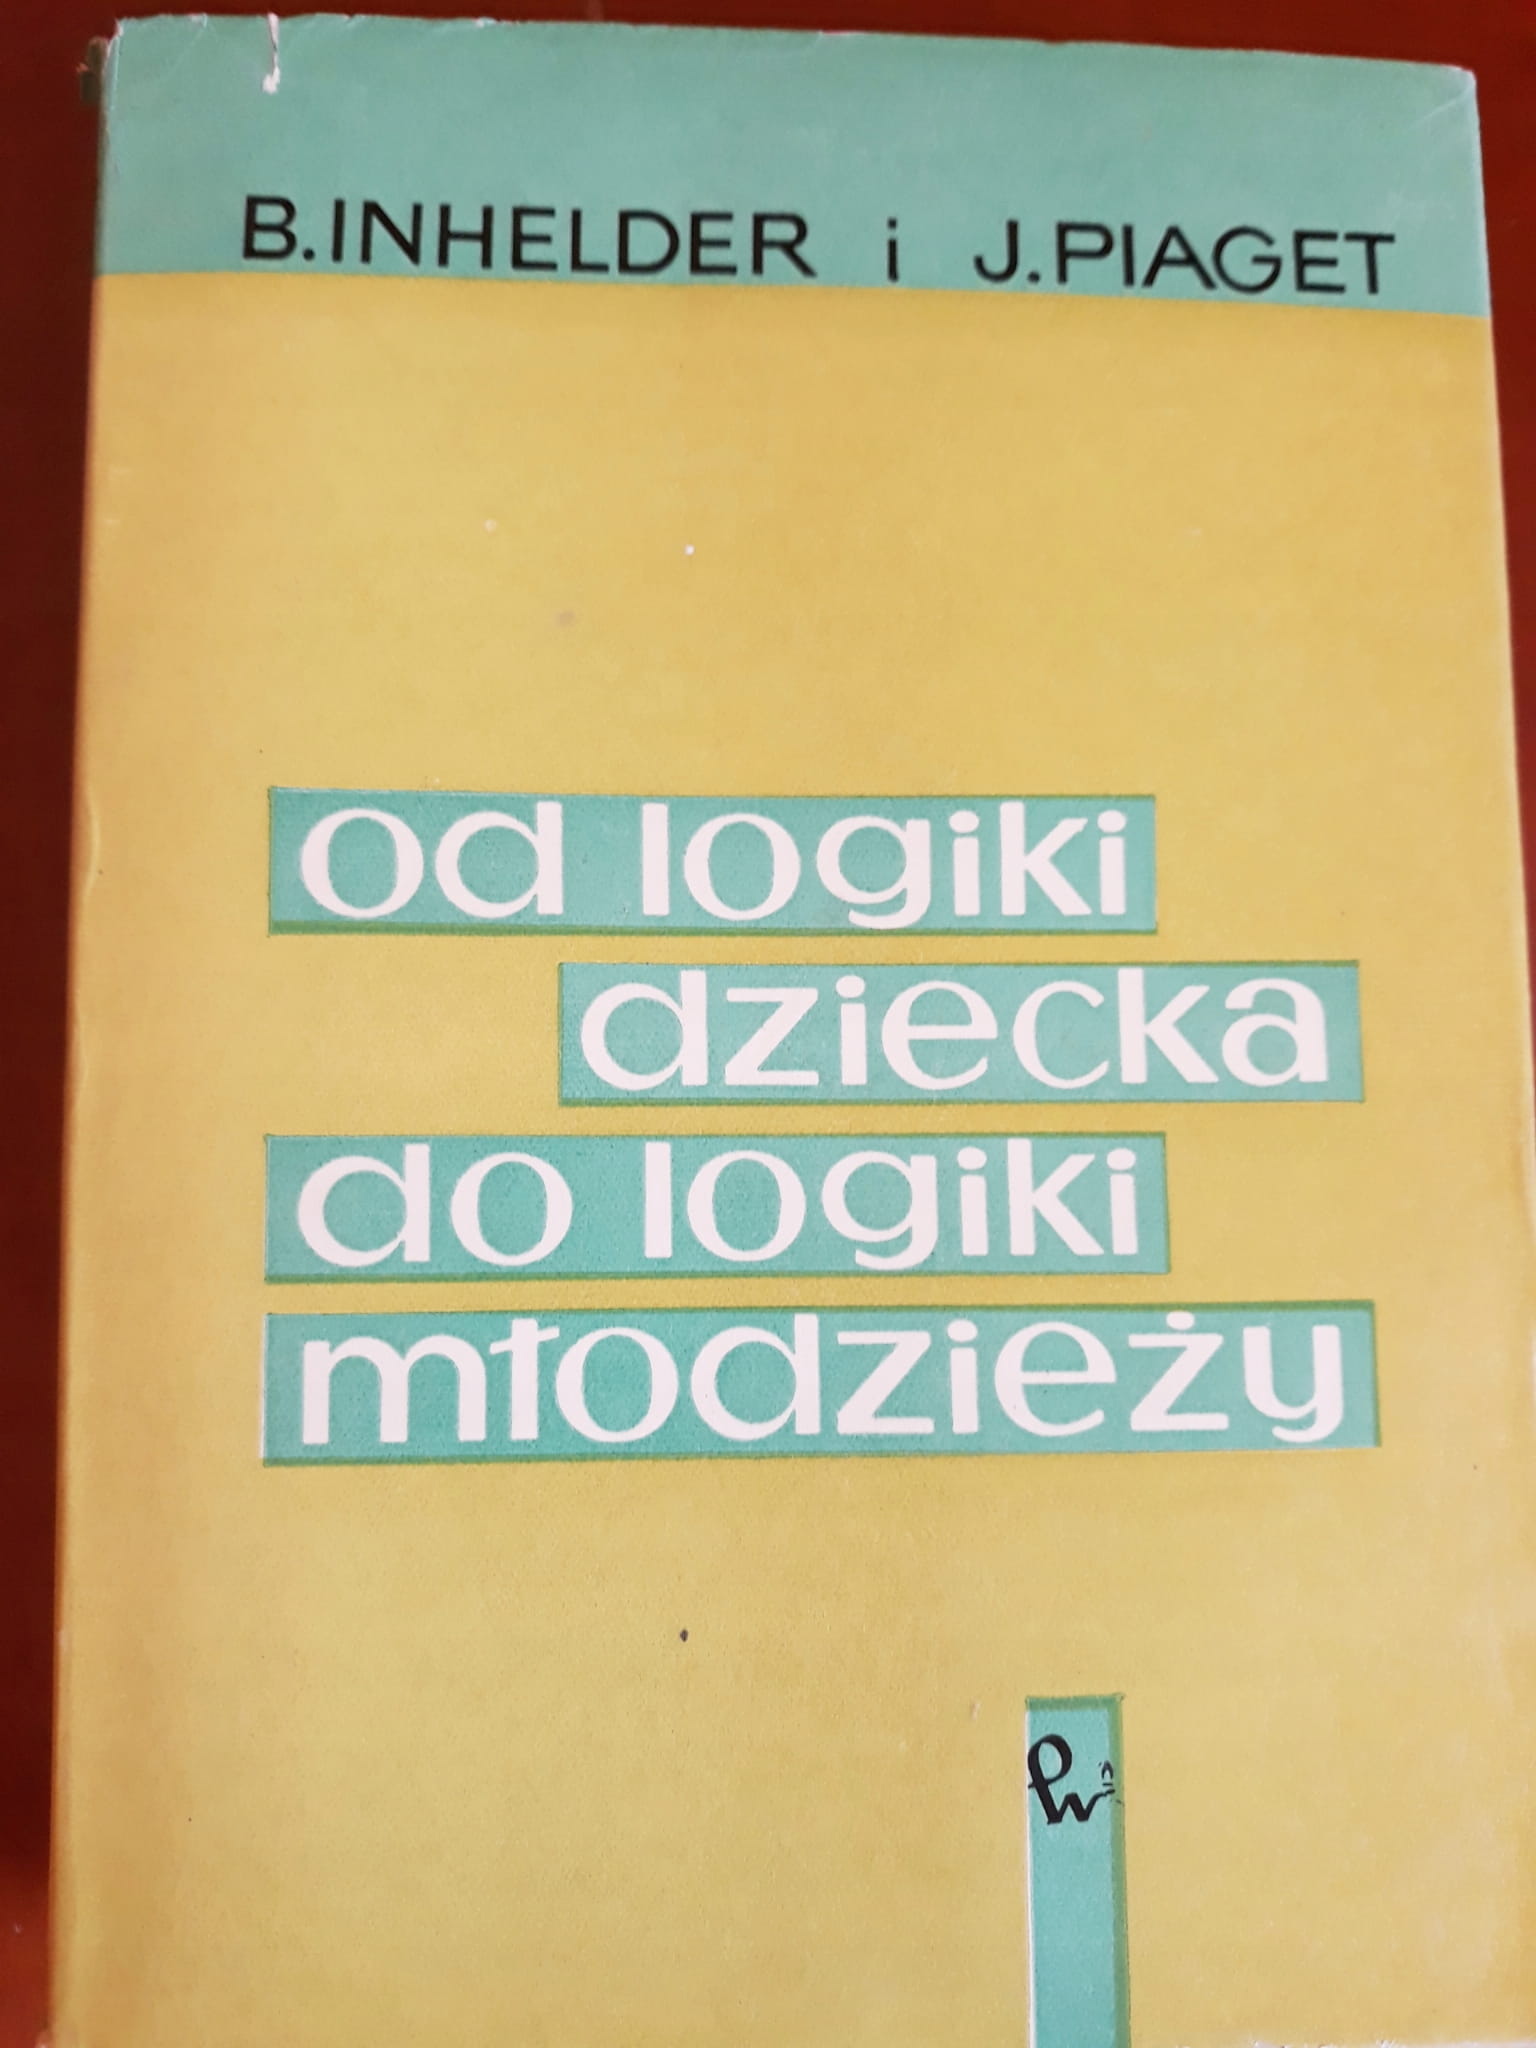 B. INHELDER i J. PIAGET
od logiki
dziecka
do logiki
młodzieży